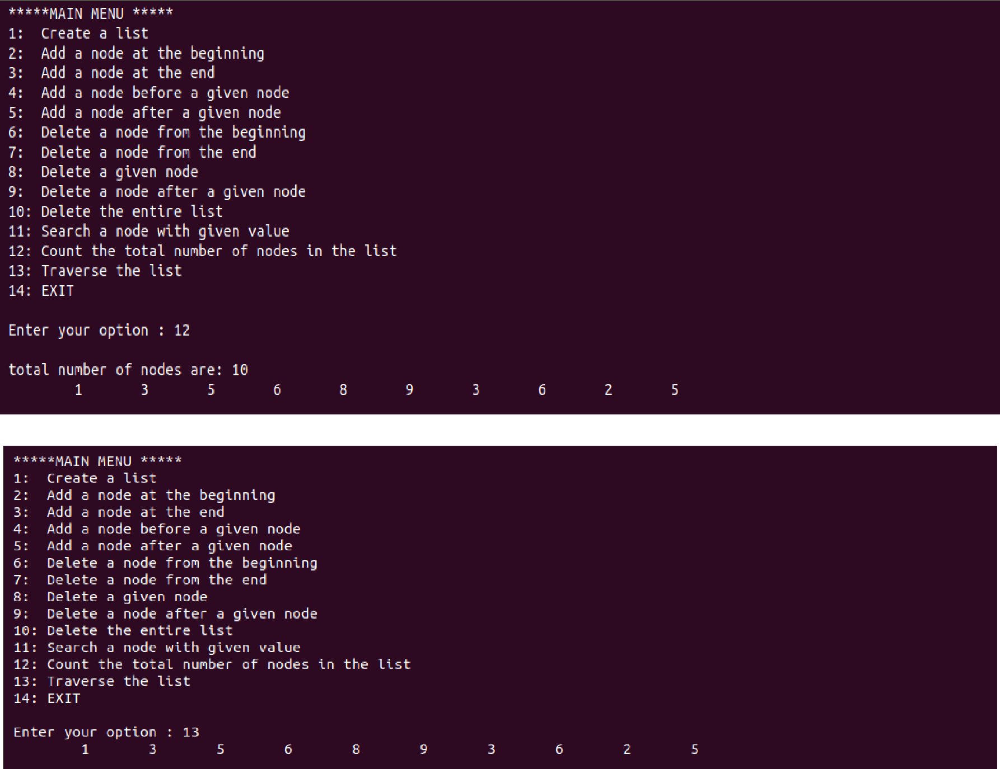 *****MAIN MENU *****
1:  Create a list
2:  Add a node at the beginning
3:  Add a node at the end
4:  Add a node before a given node
5:  Add a node after a given node
6:  Delete a node from the beginning
7:  Delete a node from the end
8:  Delete a given node
9:  Delete a node after a given node
10: Delete the entire list
11: Search a node with given value
12: Count the total number of nodes in the list
13: Traverse the list
14: EXIT
Enter your option : 12
total number of nodes are: 10
1 3 5 6 8 9 3 6 2 5
*****MAIN MENU *****
1:  Create a list
2:  Add a node at the beginning
3:  Add a node at the end
4:  Add a node before a given node
5:  Add a node after a given node
6:  Delete a node from the beginning
7:  Delete a node from the end
8:  Delete a given node
9:  Delete a node after a given node
10: Delete the entire list
11: Search a node with given value
12: Count the total number of nodes in the list
13: Traverse the list
14: EXIT
Enter your option : 13
1 3 5 6 8 9 3 6 2 5